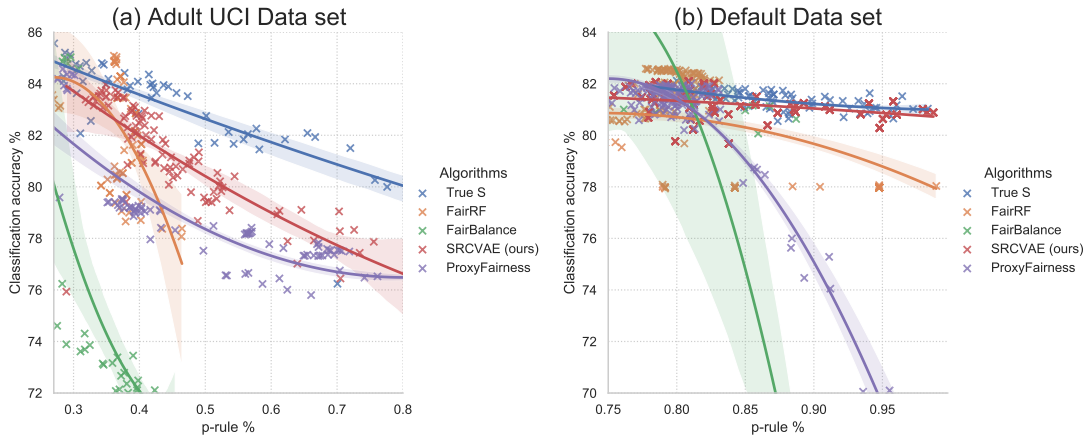 (a) Adult UCI Data set
86
84
82
80
78
76
74
72
Classification accuracy %
0.3 0.4 0.5 0.6 0.7 0.8
p-rule %
Algorithms
True S
FairRF
FairBalance
SRCVAE (ours)
ProxyFairness
(b) Default Data set
84
82
80
78
76
74
72
70
Classification accuracy %
0.75 0.80 0.85 0.90 0.95
p-rule %
Algorithms
True S
FairRF
FairBalance
SRCVAE (ours)
ProxyFairness